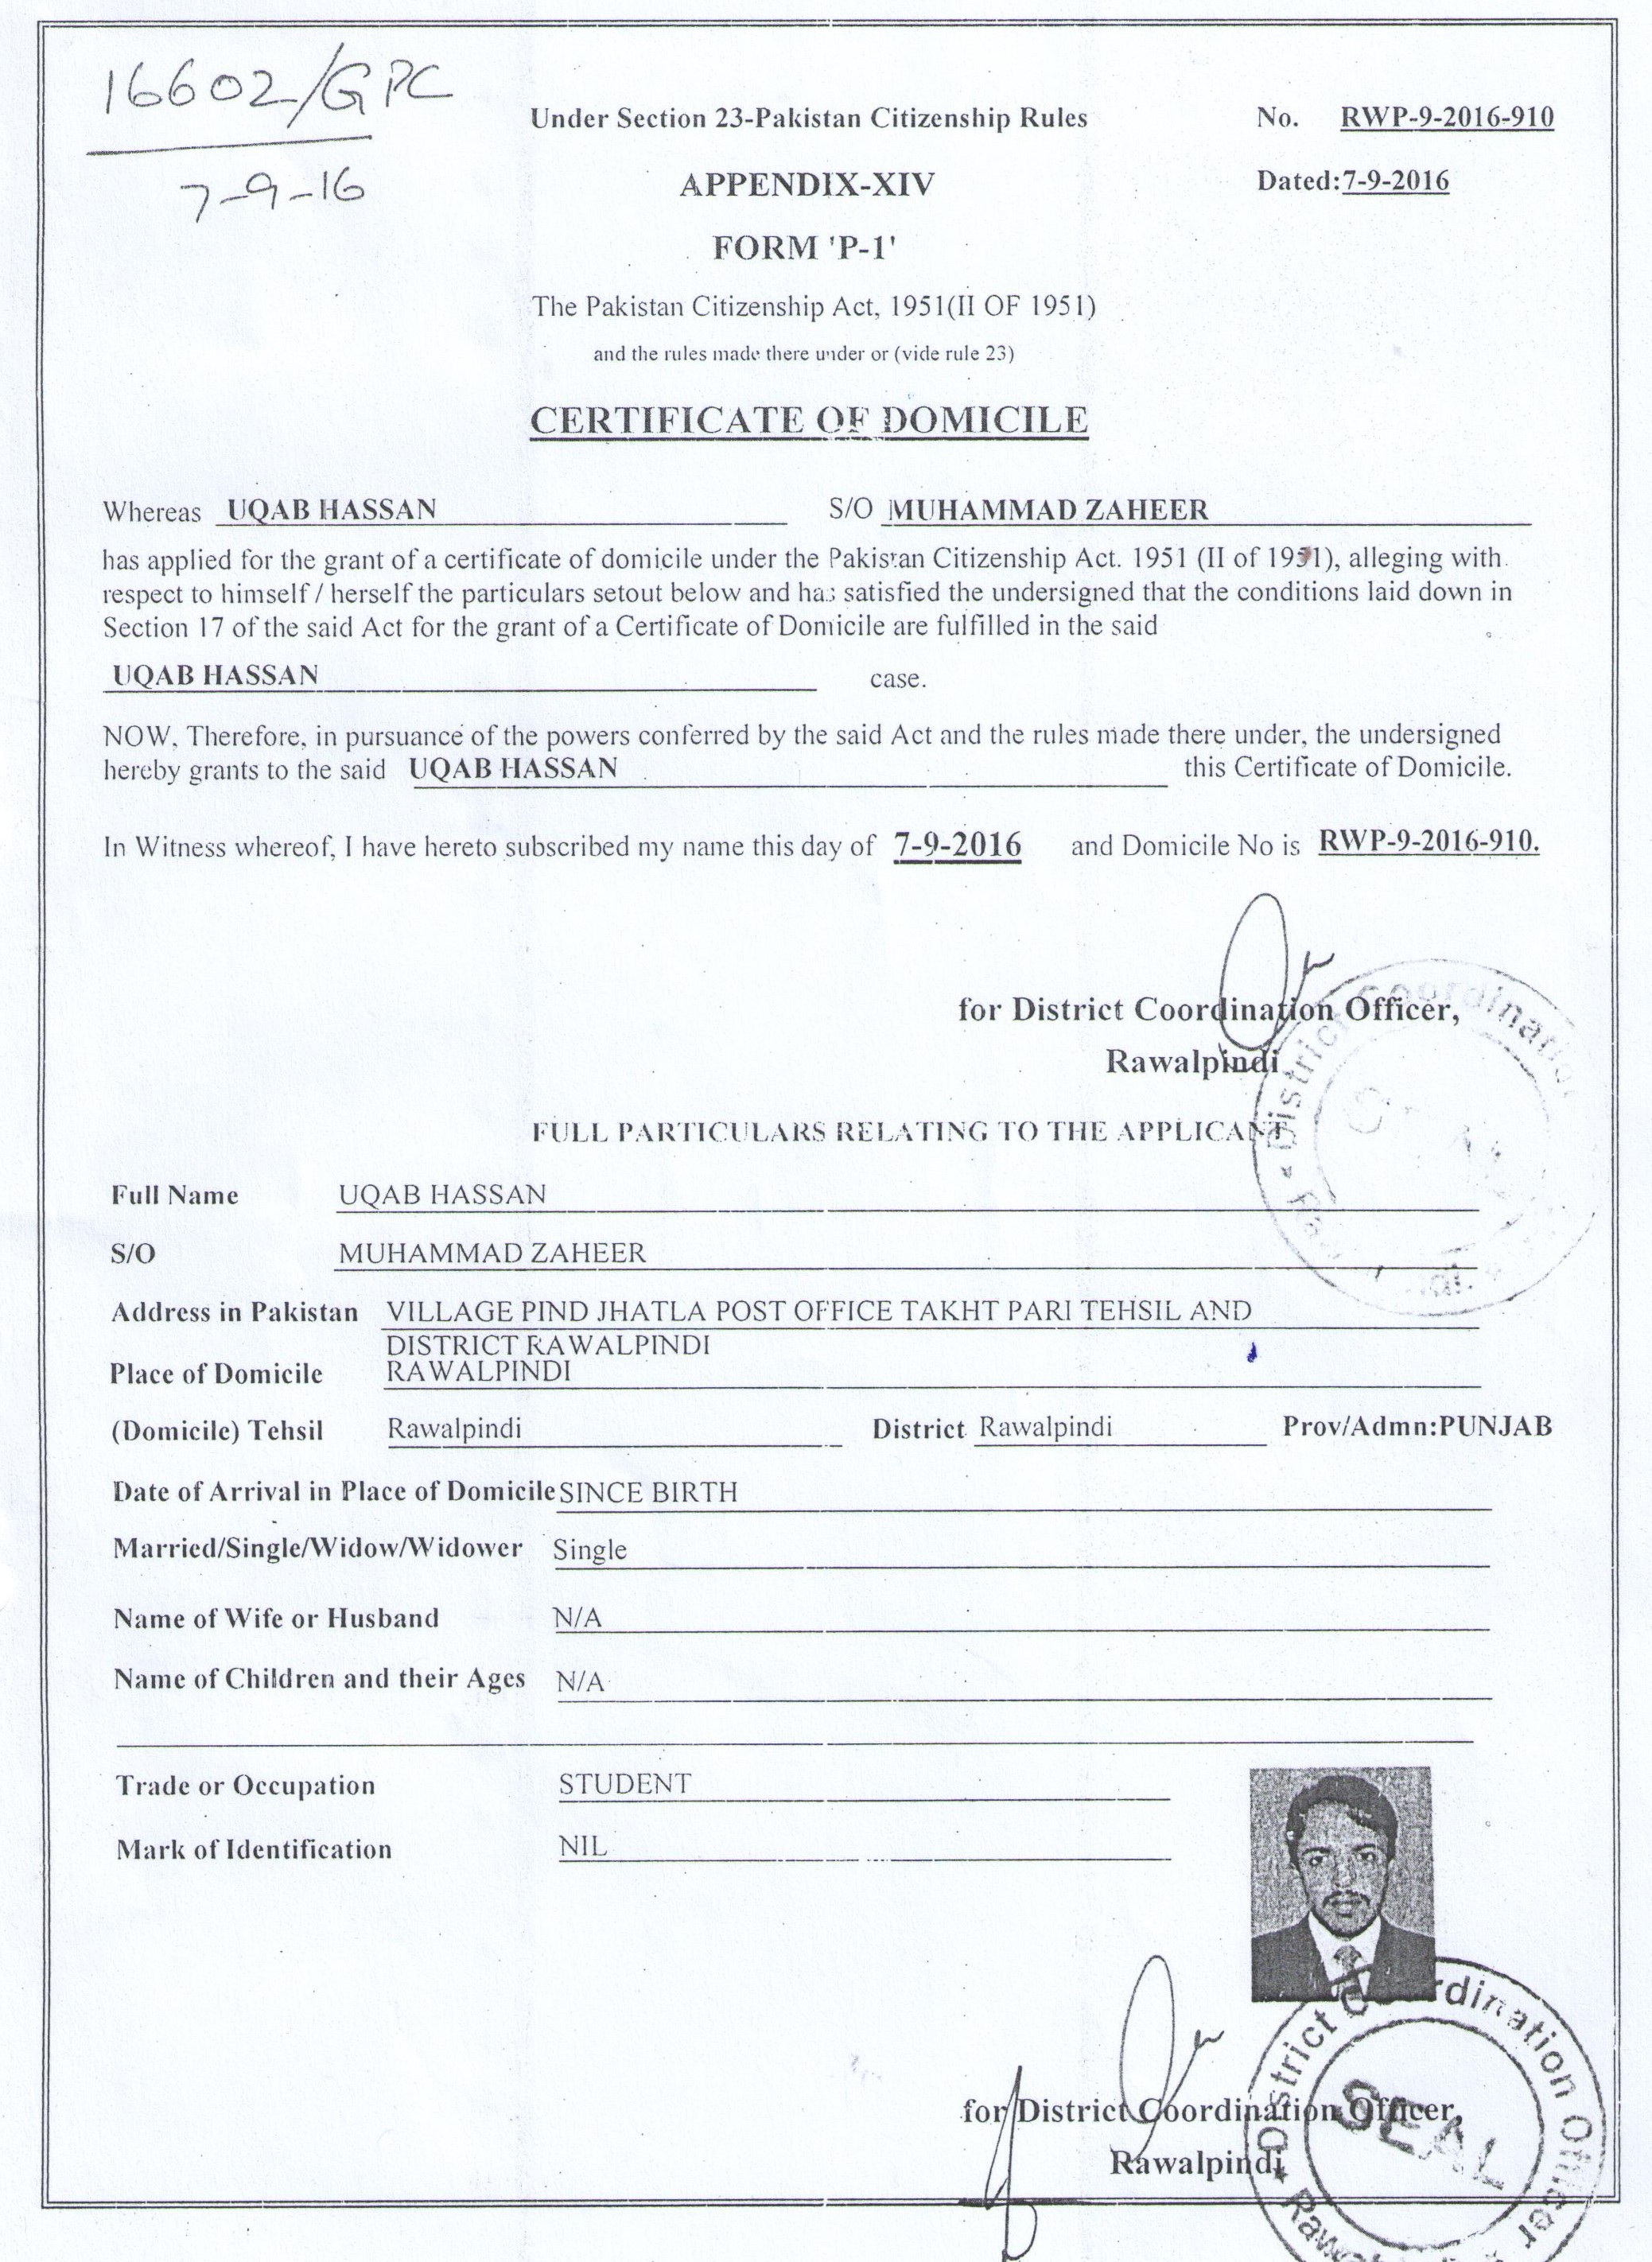 16602/GPC
7-9-16
Under Section 23-Pakistan Citizenship Rules
No. RWP-9-2016-910
APPENDIX-XIV
Dated:7-9-2016
FORM 'P-1'
The Pakistan Citizenship Act, 1951(II OF 1951)
and the rules made there under or (vide rule 23)
CERTIFICATE OF DOMICILE
Whereas UQAB HASSAN S/O MUHAMMAD ZAHEER
has applied for the grant of a certificate of domicile under the Pakistan Citizenship Act. 1951 (II of 1951), alleging with
respect to himself / herself the particulars setout below and has satisfied the undersigned that the conditions laid down in
Section 17 of the said Act for the grant of a Certificate of Domicile are fulfilled in the said
UQAB HASSAN case.
NOW, Therefore, in pursuance of the powers conferred by the said Act and the rules made there under, the undersigned
hereby grants to the said UQAB HASSAN this Certificate of Domicile.
In Witness whereof, I have hereto subscribed my name this day of 7-9-2016 and Domicile No is RWP-9-2016-910.
for District Coordination Officer,
Rawalpindi
District Coordination
FULL PARTICULARS RELATING TO THE APPLICANT
Full Name UQAB HASSAN
S/O MUHAMMAD ZAHEER
Address in Pakistan VILLAGE PIND JHATLA POST OFFICE TAKHT PARI TEHSIL AND
DISTRICT RAWALPINDI
Place of Domicile RAWALPINDI
(Domicile) Tehsil Rawalpindi District Rawalpindi Prov/Admn:PUNJAB
Date of Arrival in Place of Domicile SINCE BIRTH
Married/Single/Widow/Widower Single
Name of Wife or Husband N/A
Name of Children and their Ages N/A
Trade or Occupation STUDENT
Mark of Identification NIL
for District Coordination Officer,
Rawalpindi
District Coordination Officer
SEAL